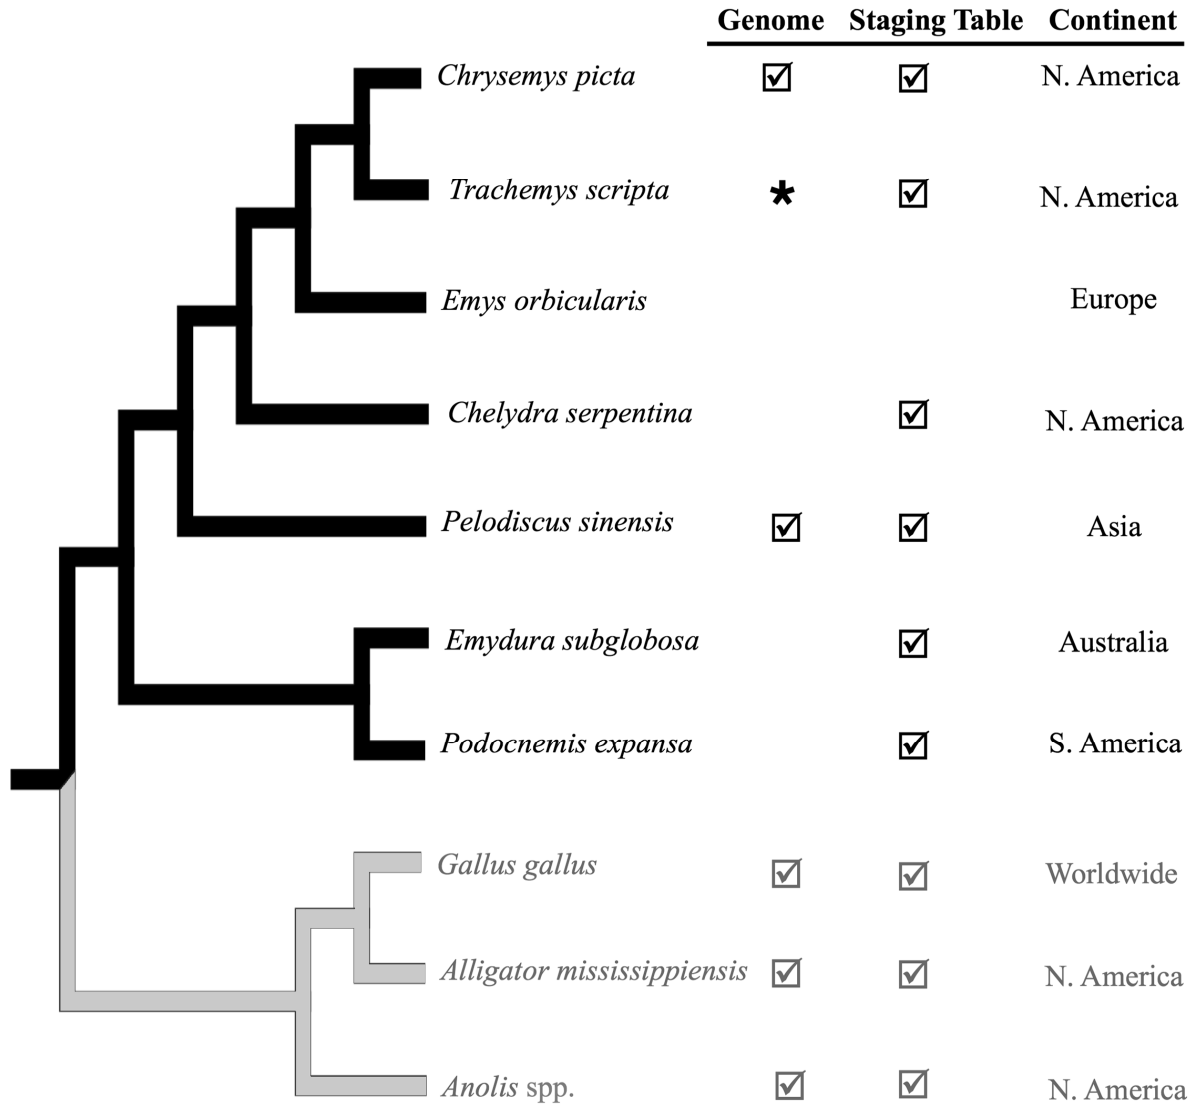 Genome Staging Table Continent
Chrysemys picta ☑ ☑ N. America
Trachemys scripta * ☑ N. America
Emys orbicularis Europe
Chelydra serpentina ☑ N. America
Pelodiscus sinensis ☑ ☑ Asia
Emydura subglobosa ☑ Australia
Podocnemis expansa ☑ S. America
Gallus gallus ☑ ☑ Worldwide
Alligator mississippiensis ☑ ☑ N. America
Anolis spp. ☑ ☑ N. America